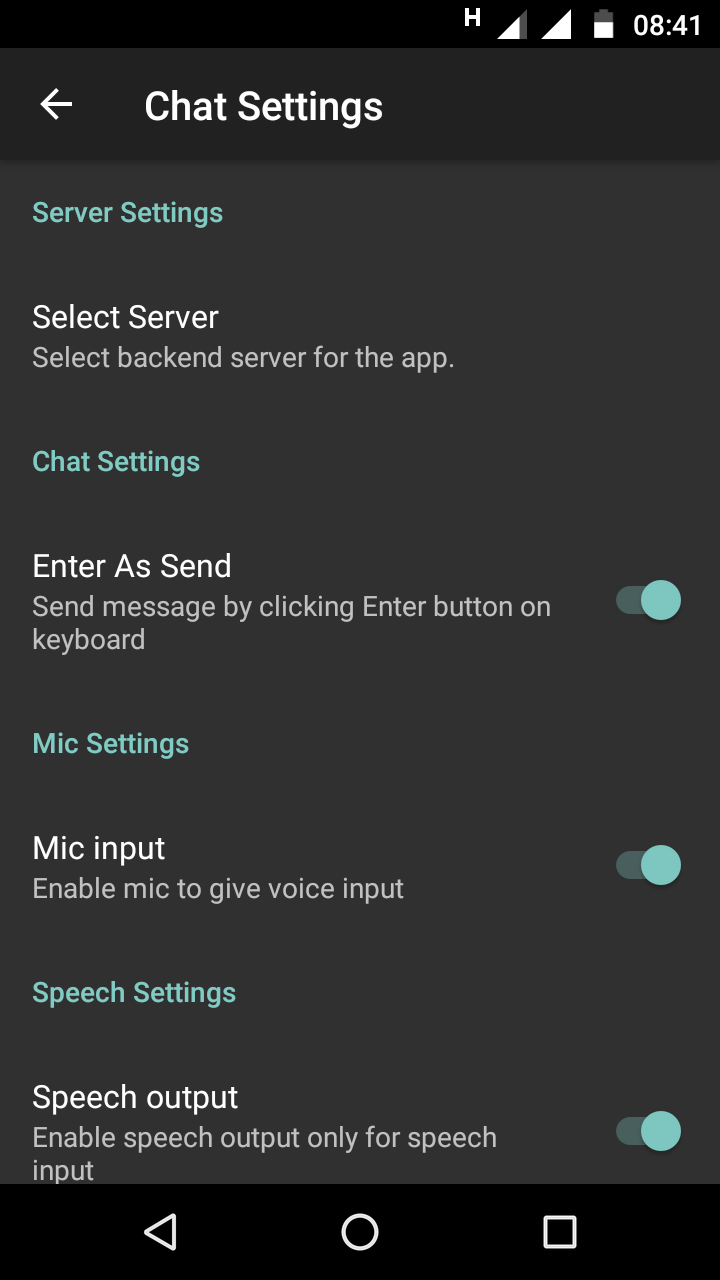 H 08:41
Chat Settings
Server Settings
Select Server
Select backend server for the app.
Chat Settings
Enter As Send
Send message by clicking Enter button on
keyboard
Mic Settings
Mic input
Enable mic to give voice input
Speech Settings
Speech output
Enable speech output only for speech
input